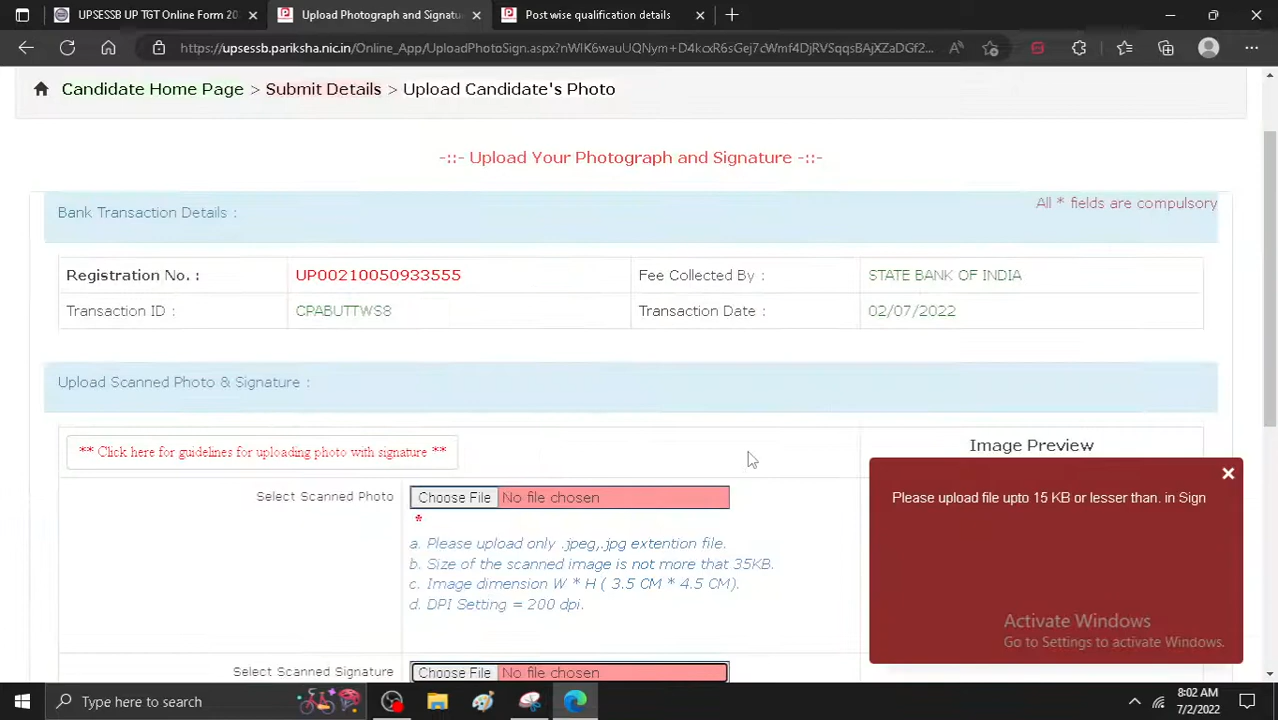 UPSESSB UP TGT Online Form 20
Upload Photograph and Signatu
Post wise qualification details
https://upsessb.pariksha.nic.in/Online_App/UploadPhotoSign.aspx?nWIK6wauUQNym+D4kcxR6sGej7cWmf4DjRVSqqsBAjXZaDGf2...
Candidate Home Page > Submit Details > Upload Candidate's Photo
-::- Upload Your Photograph and Signature -::-
All * fields are compulsory
Bank Transaction Details :
Registration No. : UP00210050933555 Fee Collected By : STATE BANK OF INDIA
Transaction ID : CPABUTTWS8 Transaction Date : 02/07/2022
Upload Scanned Photo & Signature :
** Click here for guidelines for uploading photo with signature **
Image Preview
Select Scanned Photo Choose File No file chosen
*
a. Please upload only .jpeg,.jpg extention file.
b. Size of the scanned image is not more that 35KB.
c. Image dimension W * H ( 3.5 CM * 4.5 CM).
d. DPI Setting = 200 dpi.
Please upload file upto 15 KB or lesser than. in Sign
Activate Windows
Go to Settings to activate Windows.
Select Scanned Signature Choose File No file chosen
Type here to search
8:02 AM
7/2/2022